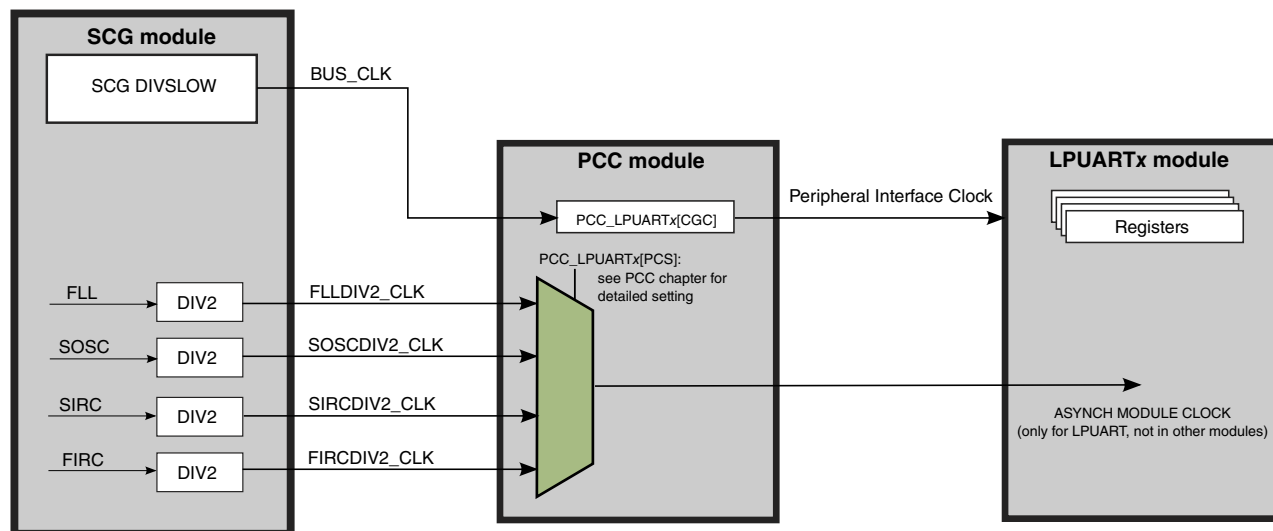 SCG module
SCG DIVSLOW
BUS_CLK
PCC module
PCC_LPUARTx[CGC]
Peripheral Interface Clock
LPUARTx module
Registers
PCC_LPUARTx[PCS]:
see PCC chapter for
detailed setting
FLL
DIV2
FLLDIV2_CLK
SOSC
DIV2
SOSCDIV2_CLK
SIRC
DIV2
SIRCDIV2_CLK
FIRC
DIV2
FIRCDIV2_CLK
ASYNCH MODULE CLOCK
(only for LPUART, not in other modules)